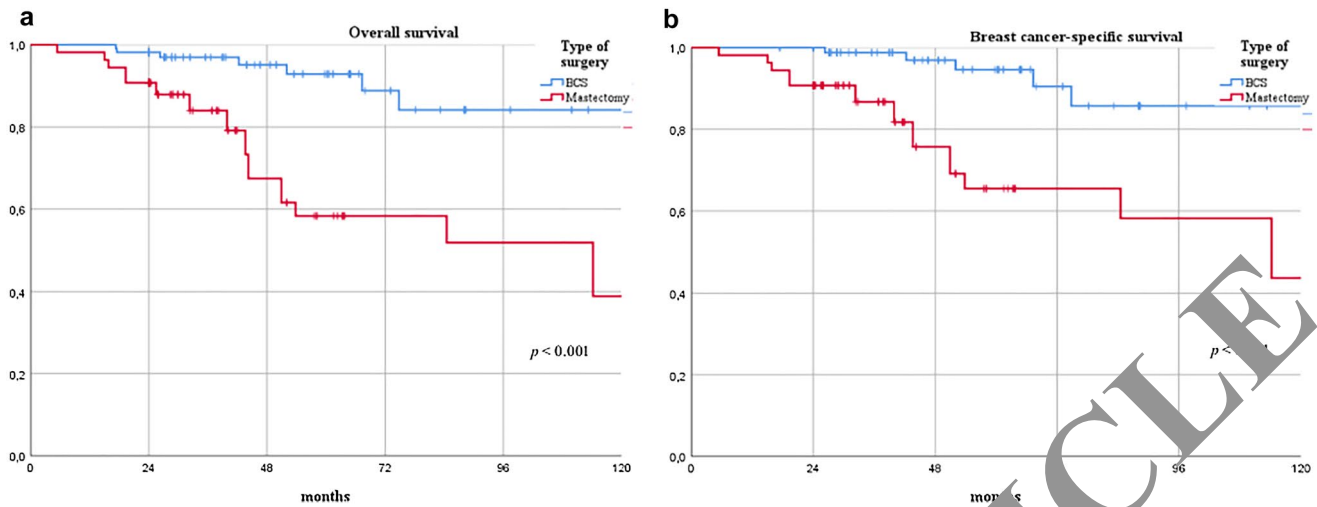 a
Overall survival
Type of
surgery
BCS
Mastectomy
1,0
0,8
0,6
0,4
0,2
0,0
p < 0.001
0 24 48 72 96 120
months
b
Breast cancer-specific survival
Type of
surgery
BCS
Mastectomy
1,0
0,8
0,6
0,4
0,2
0,0
p <
0 24 48 96 120
CLE